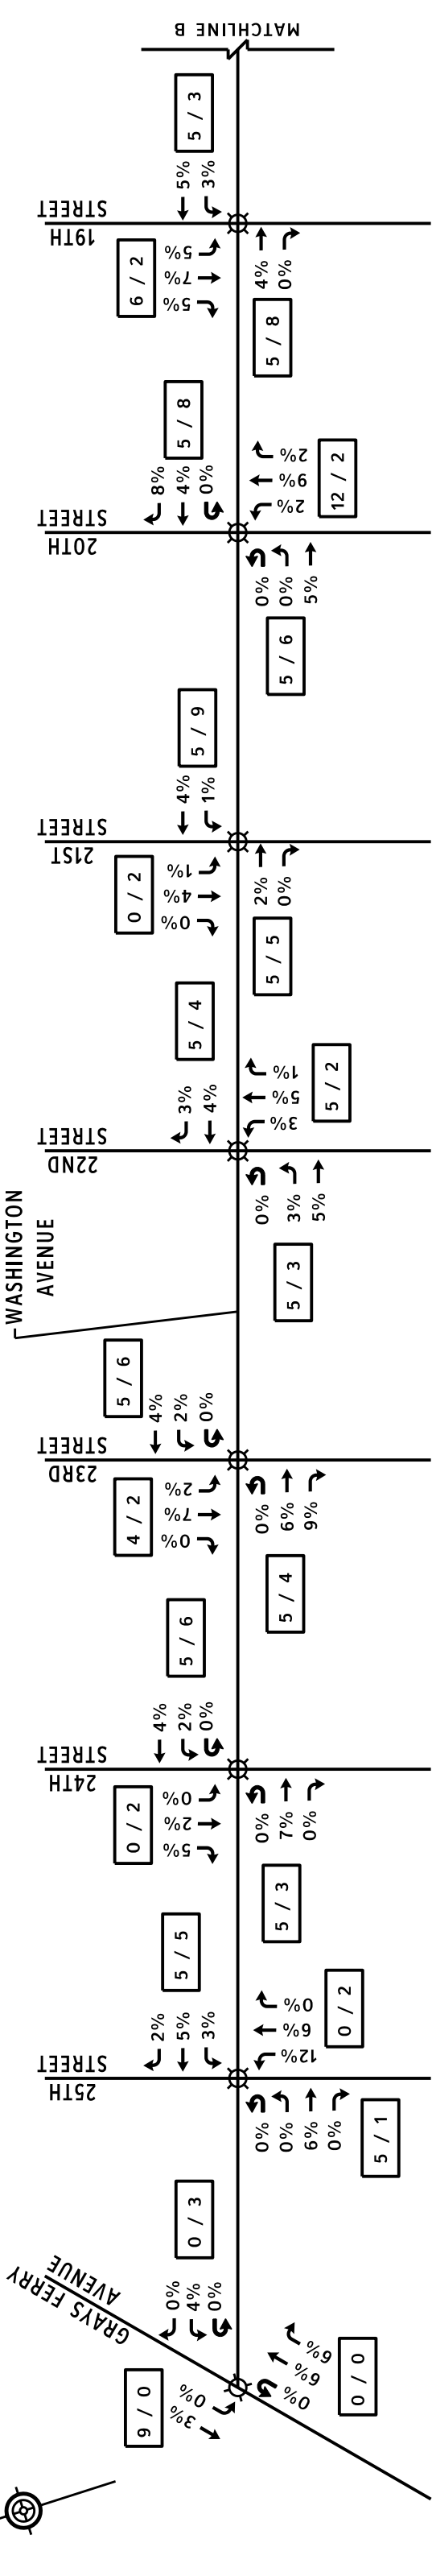 MATCHLINE B
5 / 3
5%
3%
19TH
STREET
6 / 2
5%
7%
5%
4%
0%
5 / 8
5 / 8
8%
4%
0%
20TH
STREET
2%
9%
2%
12 / 2
0%
0%
5%
5 / 6
5 / 9
4%
1%
21ST
STREET
0 / 2
1%
4%
0%
2%
0%
5 / 5
5 / 4
3%
4%
22ND
STREET
1%
5%
3%
5 / 2
0%
3%
5%
5 / 3
WASHINGTON
AVENUE
5 / 6
4%
2%
0%
23RD
STREET
4 / 2
2%
7%
0%
0%
6%
9%
5 / 4
5 / 6
4%
2%
0%
24TH
STREET
0 / 2
0%
2%
5%
0%
7%
0%
5 / 3
5 / 5
2%
5%
3%
25TH
STREET
0%
6%
12%
0 / 2
0%
0%
6%
0%
5 / 1
0 / 3
0%
4%
0%
GRAYS FERRY
AVENUE
9 / 0
0%
3%
6%
6%
0%
0 / 0